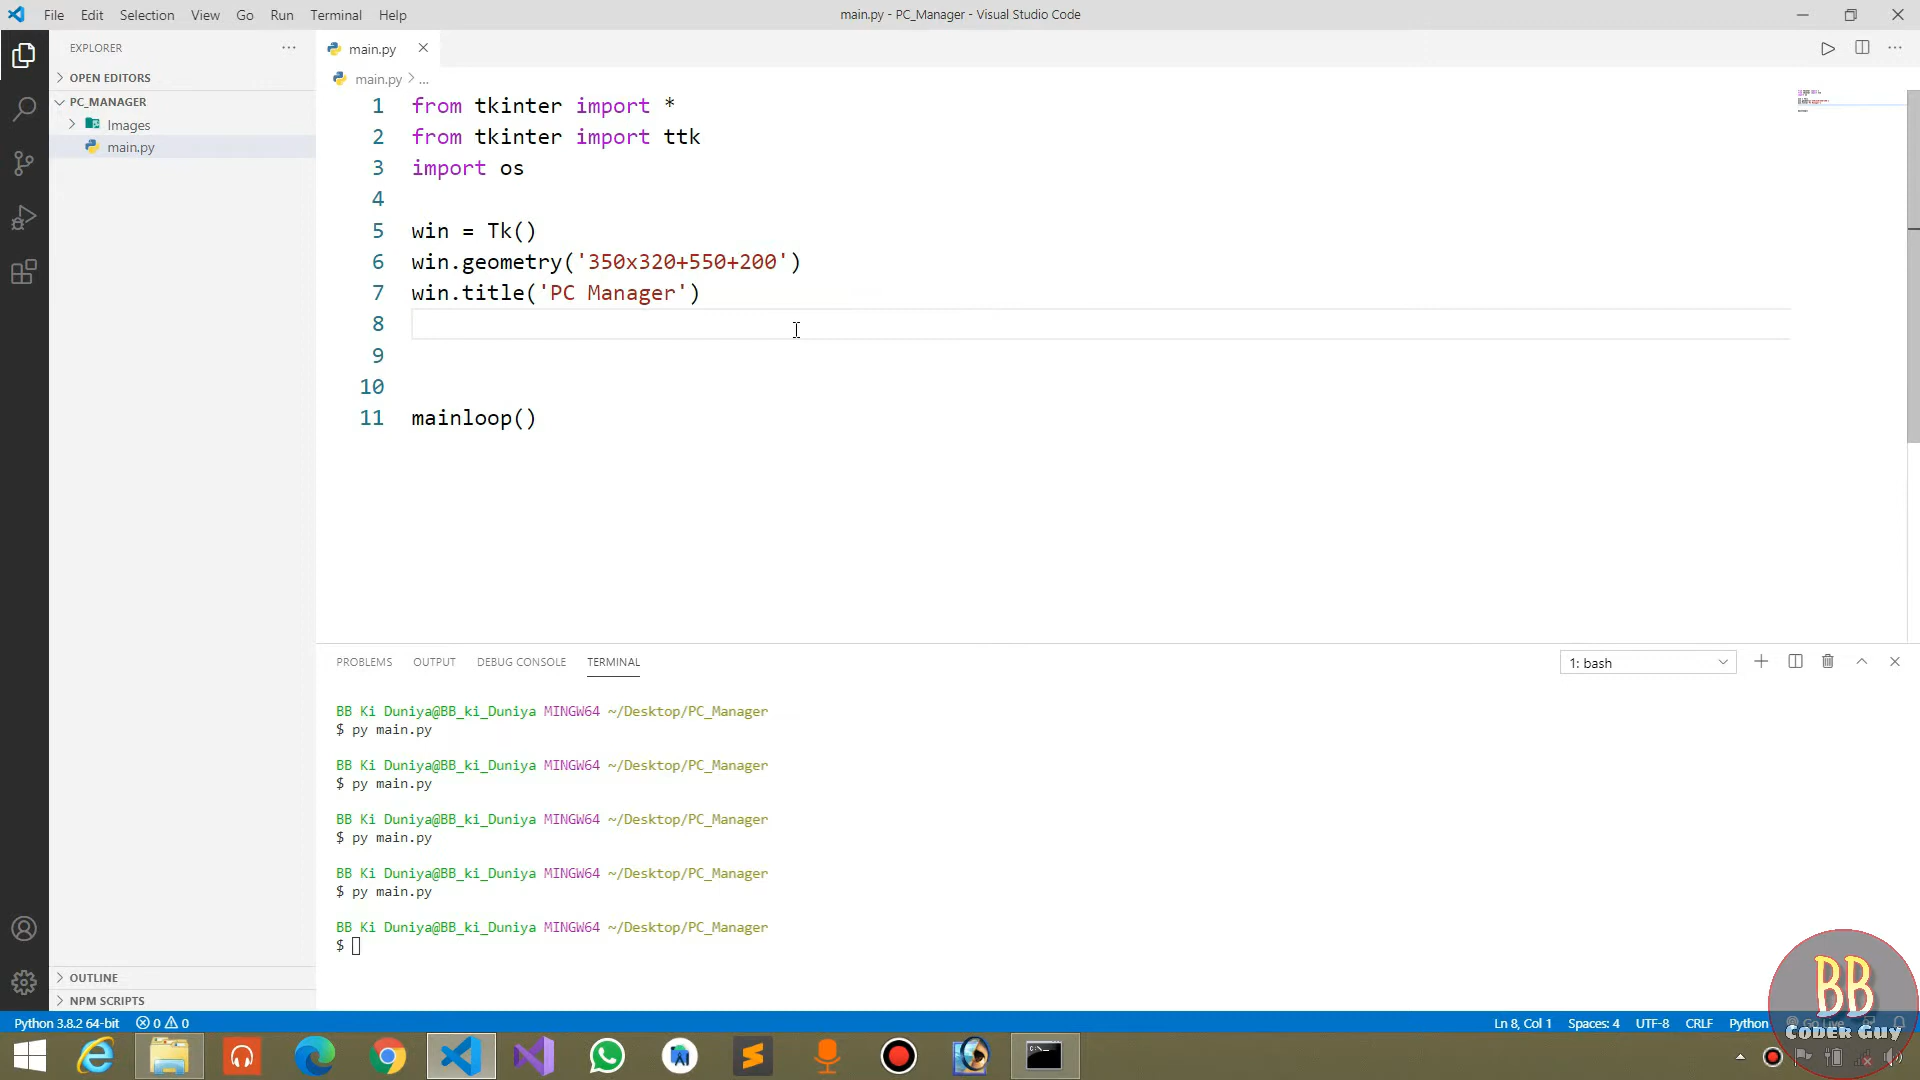 File Edit Selection View Go Run Terminal Help
main.py - PC_Manager - Visual Studio Code
EXPLORER
OPEN EDITORS
PC_MANAGER
Images
main.py
main.py
main.py > ...
1 from tkinter import *
2 from tkinter import ttk
3 import os
4
5 win = Tk()
6 win.geometry('350x320+550+200')
7 win.title('PC Manager')
8
9
10
11 mainloop()
PROBLEMS OUTPUT DEBUG CONSOLE TERMINAL
1: bash
BB Ki Duniya@BB_ki_Duniya MINGW64 ~/Desktop/PC_Manager
$ py main.py
BB Ki Duniya@BB_ki_Duniya MINGW64 ~/Desktop/PC_Manager
$ py main.py
BB Ki Duniya@BB_ki_Duniya MINGW64 ~/Desktop/PC_Manager
$ py main.py
BB Ki Duniya@BB_ki_Duniya MINGW64 ~/Desktop/PC_Manager
$ py main.py
BB Ki Duniya@BB_ki_Duniya MINGW64 ~/Desktop/PC_Manager
$
OUTLINE
NPM SCRIPTS
Python 3.8.2 64-bit 0 0
Ln 8, Col 1 Spaces: 4 UTF-8 CRLF Python Go Live
BB
CODER GUY